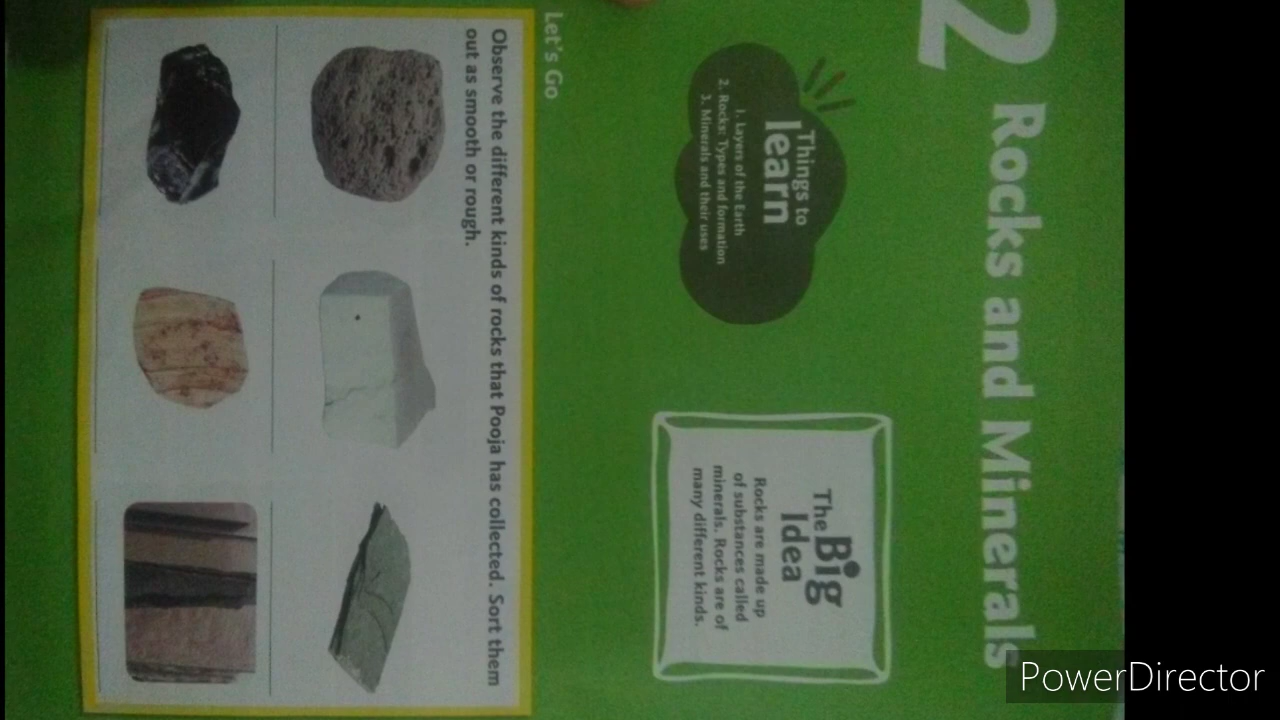 2 Rocks and Minerals
Things to
learn
1. Layers of the Earth
2. Rocks: Types and formation
3. Minerals and their uses
The Big
Idea
Rocks are made up
of substances called
minerals. Rocks are of
many different kinds.
Let's Go
Observe the different kinds of rocks that Pooja has collected. Sort them
out as smooth or rough.
PowerDirector